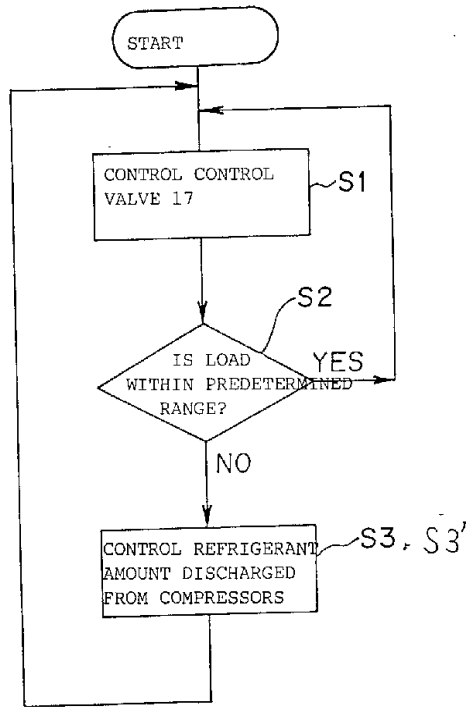 START
CONTROL CONTROL
VALVE 17
S1
S2
IS LOAD
WITHIN PREDETERMINED
RANGE?
YES
NO
CONTROL REFRIGERANT
AMOUNT DISCHARGED
FROM COMPRESSORS
S3, S3'